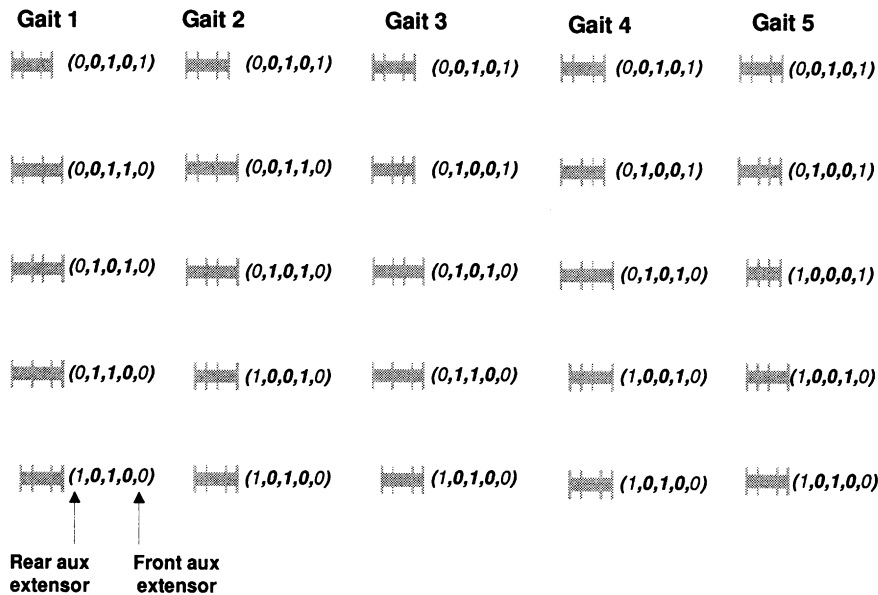 Gait 1 Gait 2 Gait 3 Gait 4 Gait 5
(0,0,1,0,1) (0,0,1,0,1) (0,0,1,0,1) (0,0,1,0,1) (0,0,1,0,1)
(0,0,1,1,0) (0,0,1,1,0) (0,1,0,0,1) (0,1,0,0,1) (0,1,0,0,1)
(0,1,0,1,0) (0,1,0,1,0) (0,1,0,1,0) (0,1,0,1,0) (1,0,0,0,1)
(0,1,1,0,0) (1,0,0,1,0) (0,1,1,0,0) (1,0,0,1,0) (1,0,0,1,0)
(1,0,1,0,0) (1,0,1,0,0) (1,0,1,0,0) (1,0,1,0,0) (1,0,1,0,0)
Rear aux Front aux
extensor extensor